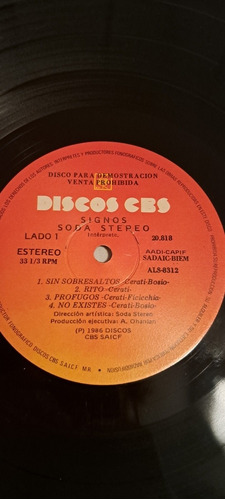 DISCO PARA DEMOSTRACION
VENTA PROHIBIDA
DISCOS CBS
SIGNOS
SODA STEREO
Intérprete.
LADO 1
20.818
ESTEREO
33 1/3 RPM
AADI-CAPIF
SADAIC-BIEM
ALS-6312
1. SIN SOBRESALTOS -Cerati-Bosio-
2. RITO -Cerati-
3. PROFUGOS -Cerati-Ficicchia-
4. NO EXISTES -Cerati-Bosio-
Dirección artística: Soda Stereo
Producción ejecutiva: A. Ohanian
(P) 1986 DISCOS
CBS SAICF